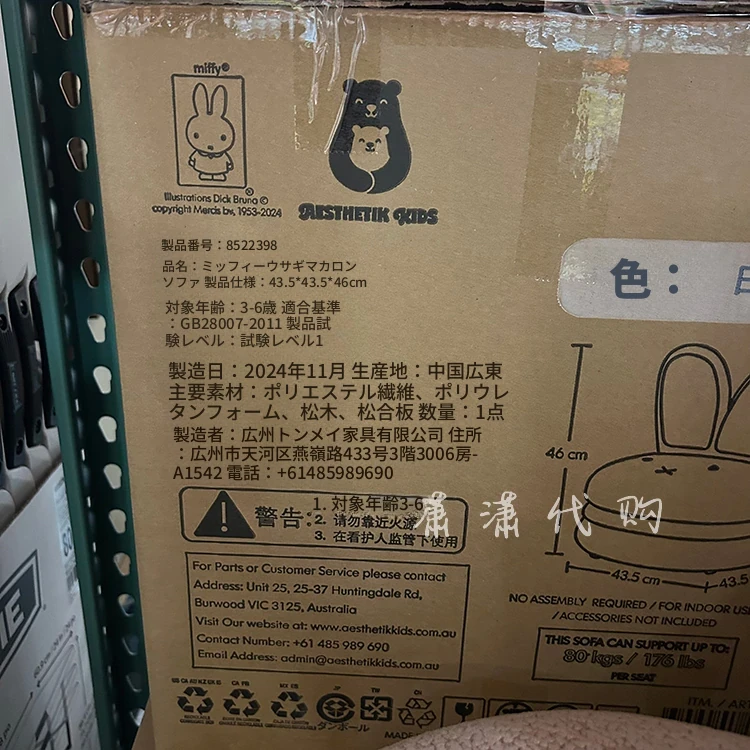 miffy®
Illustrations Dick Bruna ©
copyright Mercis bv, 1953-2024
AESTHETIK KIDS
製品番号：8522398
品名：ミッフィーウサギマカロン
ソファ 製品仕様：43.5*43.5*46cm
対象年齢：3-6歳 適合基準
：GB28007-2011 製品試
験レベル：試験レベル1
製造日：2024年11月 生産地：中国広東
主要素材：ポリエステル繊維、ポリウレ
タンフォーム、松木、松合板 数量：1点
製造者：広州トンメイ家具有限公司 住所
：広州市天河区燕嶺路433号3階3006房-
A1542 電話：+61485989690
色：
46 cm
警告：
1. 対象年齢3-6
2. 请勿靠近火源
3. 在看护人监管下使用
潇潇代购
43.5 cm
43.5
For Parts or Customer Service please contact
Address: Unit 25, 25-37 Huntingdale Rd,
Burwood VIC 3125, Australia
Visit Our website at: www.aesthetikkids.com.au
Contact Number: +61 485 989 690
Email Address: admin@aesthetikkids.com.au
NO ASSEMBLY REQUIRED / FOR INDOOR USE
/ ACCESSORIES NOT INCLUDED
THIS SOFA CAN SUPPORT UP TO:
80 kgs / 176 lbs
PER SEAT
ダンボール
ITM. / ART
MADE